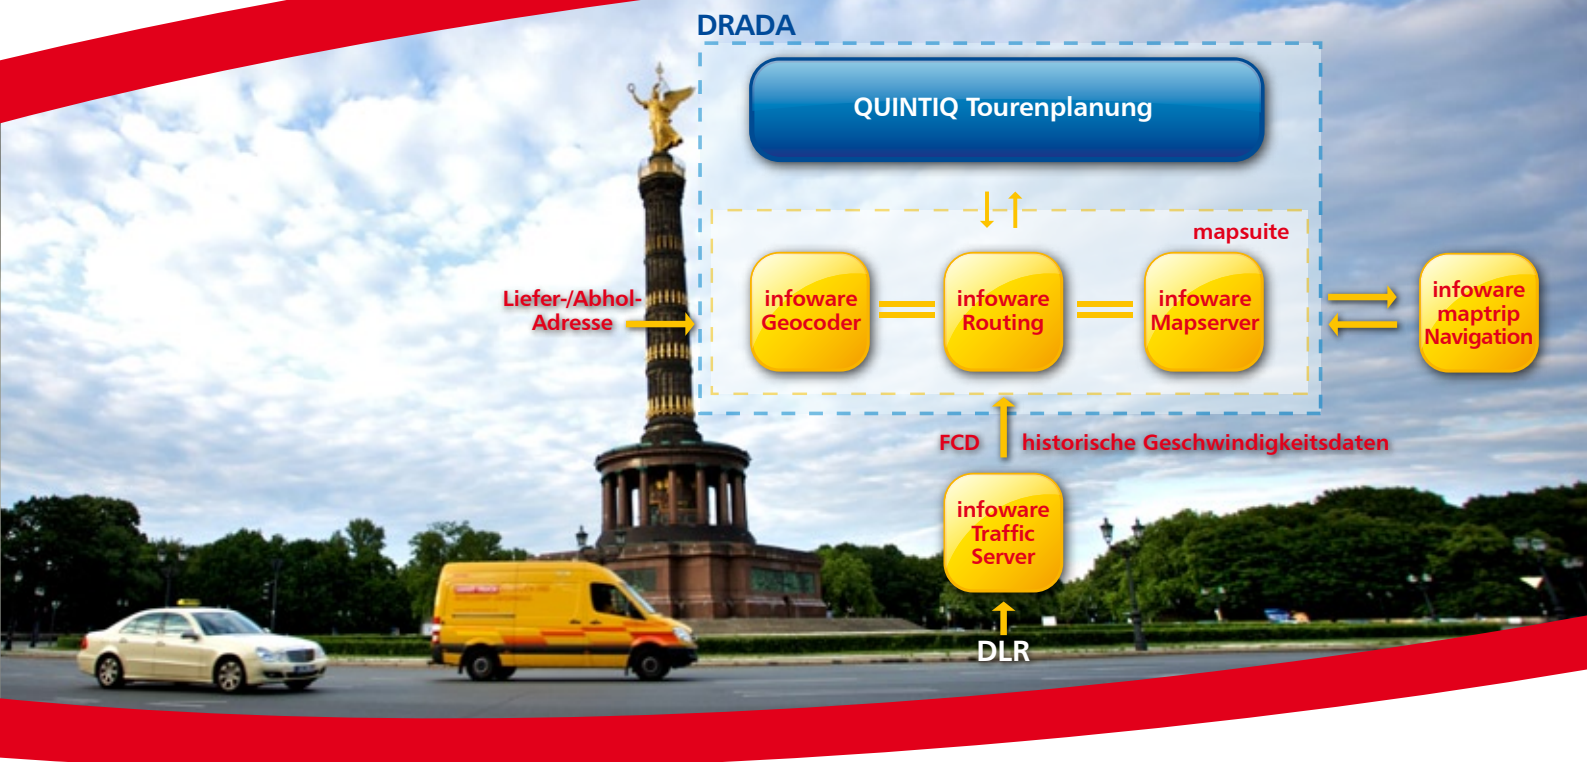 DRADA
QUINTIQ Tourenplanung
mapsuite
Liefer-/Abhol-
Adresse
infoware
Geocoder
infoware
Routing
infoware
Mapserver
infoware
maptrip
Navigation
FCD
historische Geschwindigkeitsdaten
infoware
Traffic
Server
DLR